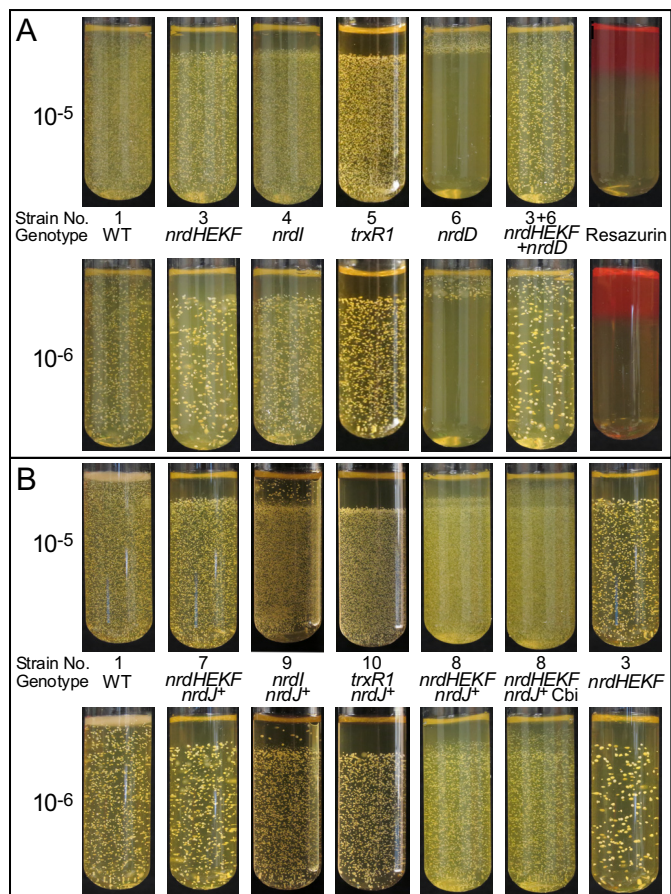 A
10-5
Strain No. 1 3 4 5 6 3+6
Genotype WT nrdHEKF nrdI trxR1 nrdD nrdHEKF Resazurin
+nrdD
10-6
B
10-5
Strain No. 1 7 9 10 8 8 3
Genotype WT nrdHEKF nrdI trxR1 nrdHEKF nrdHEKF nrdHEKF
nrdJ+ nrdJ+ nrdJ+ nrdJ+ nrdJ+ Cbi
10-6